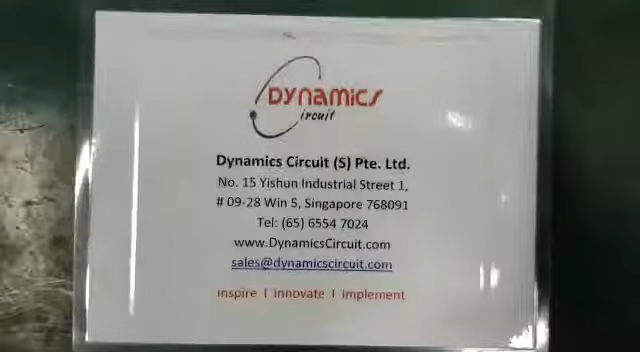 Dynamics
Circuit
Dynamics Circuit (S) Pte. Ltd.
No. 15 Yishun Industrial Street 1,
# 09-28 Win 5, Singapore 768091
Tel: (65) 6554 7024
www.DynamicsCircuit.com
sales@dynamicscircuit.com
inspire I innovate I implement